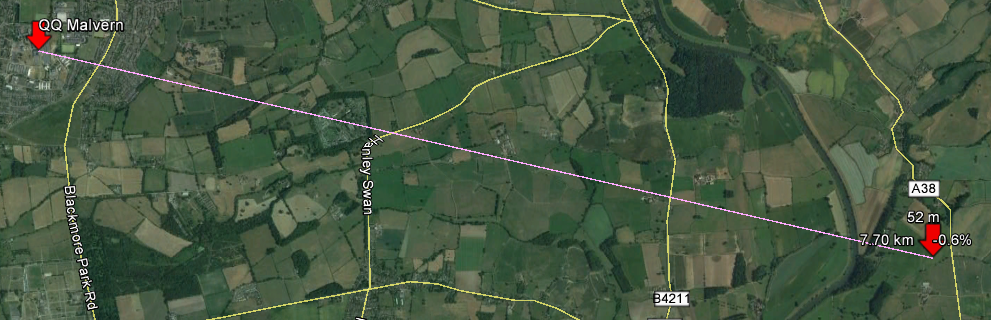 QQ Malvern
Hanley-Swan
Blackmore-Park-Rd
A38
52 m
7.70 km
-0.6%
B4211